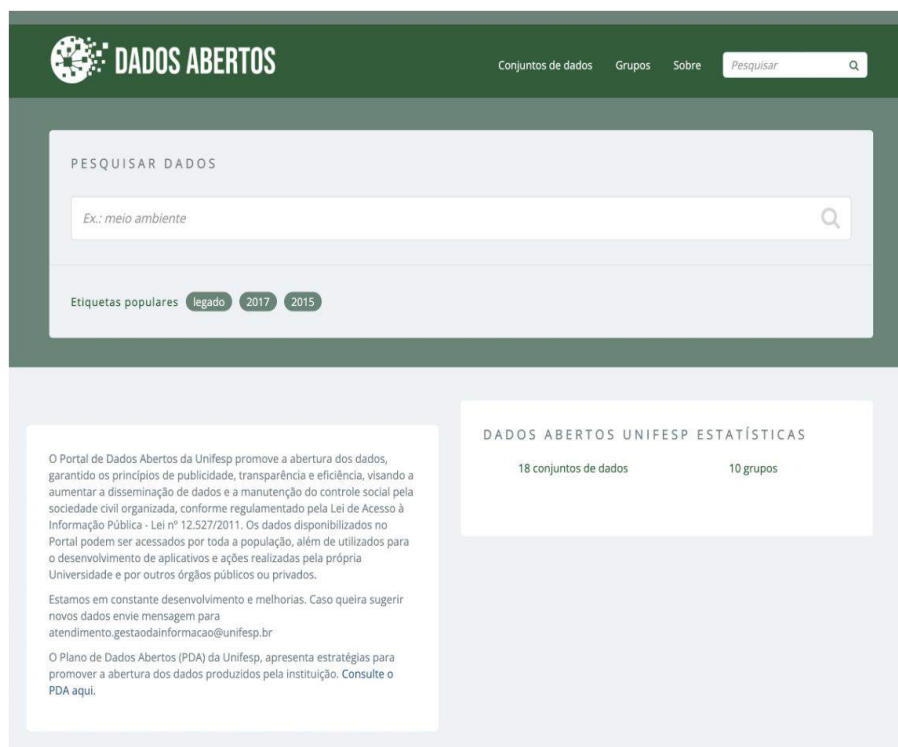 DADOS ABERTOS
Conjuntos de dados Grupos Sobre Pesquisar
PESQUISAR DADOS
Ex.: meio ambiente
Etiquetas populares legado 2017 2015
O Portal de Dados Abertos da Unifesp promove a abertura dos dados,
garantido os princípios de publicidade, transparência e eficiência, visando a
aumentar a disseminação de dados e a manutenção do controle social pela
sociedade civil organizada, conforme regulamentado pela Lei de Acesso à
Informação Pública - Lei nº 12.527/2011. Os dados disponibilizados no
Portal podem ser acessados por toda a população, além de utilizados para
o desenvolvimento de aplicativos e ações realizadas pela própria
Universidade e por outros órgãos públicos ou privados.
Estamos em constante desenvolvimento e melhorias. Caso queira sugerir
novos dados envie mensagem para
atendimento.gestaodainformacao@unifesp.br
O Plano de Dados Abertos (PDA) da Unifesp, apresenta estratégias para
promover a abertura dos dados produzidos pela instituição. Consulte o
PDA aqui.
DADOS ABERTOS UNIFESP ESTATÍSTICAS
18 conjuntos de dados 10 grupos